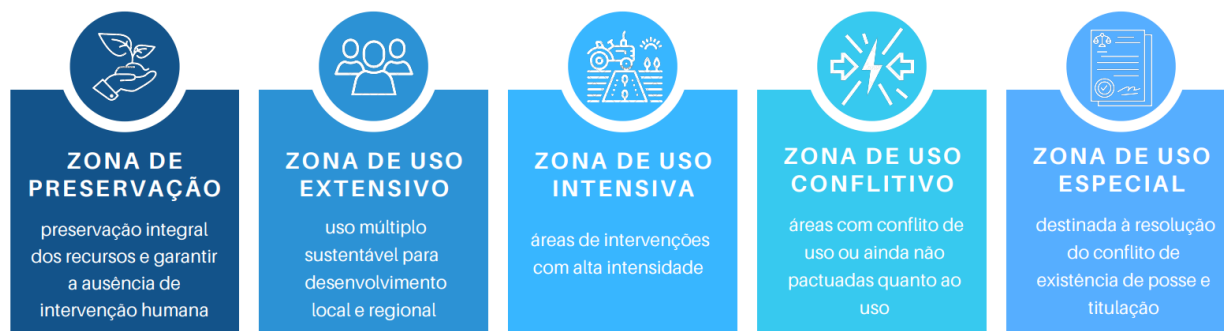 ZONA DE
PRESERVAÇÃO
preservação integral
dos recursos e garantir
a ausência de
intervenção humana
ZONA DE USO
EXTENSIVO
uso múltiplo
sustentável para
desenvolvimento
local e regional
ZONA DE USO
INTENSIVA
áreas de intervenções
com alta intensidade
ZONA DE USO
CONFLITIVO
áreas com conflito de
uso ou ainda não
pactuadas quanto ao
uso
ZONA DE USO
ESPECIAL
destinada à resolução
do conflito de
existência de posse e
titulação